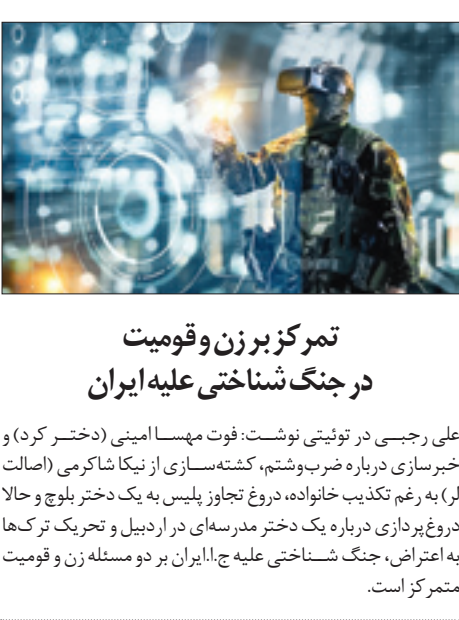 تمرکز بر زن و قومیت
در جنگ شناختی علیه ایران
علی رجبی در توئیتی نوشت: فوت مهسا امینی (دختر کرد) و
خبرسازی درباره ضرب‌وشتم، کشته‌سازی از نیکا شاکرمی (اصالت
لر) به رغم تکذیب خانواده، دروغ تجاوز پلیس به یک دختر بلوچ و حالا
دروغ‌پردازی درباره یک دختر مدرسه‌ای در اردبیل و تحریک ترک‌ها
به اعتراض، جنگ شناختی علیه ج.ا.ایران بر دو مسئله زن و قومیت
متمرکز است.